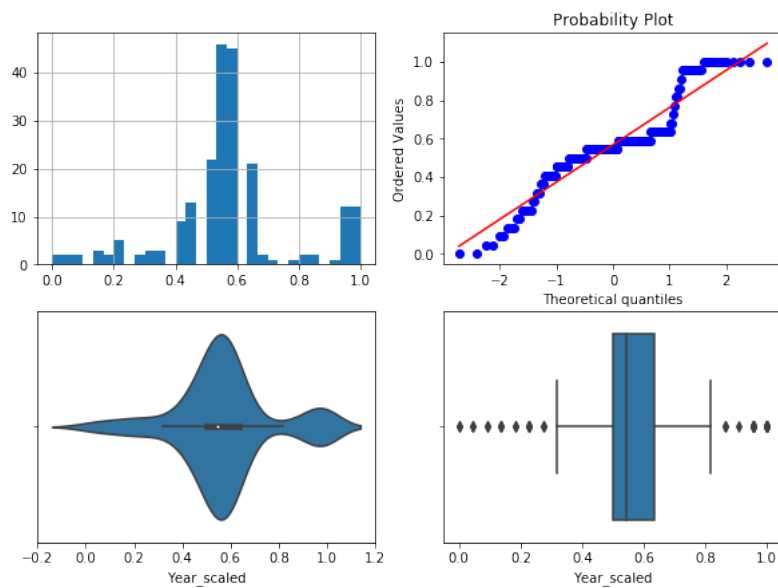 Probability Plot
40
30
20
10
0
0.0 0.2 0.4 0.6 0.8 1.0
Ordered Values
1.0
0.8
0.6
0.4
0.2
0.0
−2 −1 0 1 2
Theoretical quantiles
−0.2 0.0 0.2 0.4 0.6 0.8 1.0 1.2
Year_scaled
0.0 0.2 0.4 0.6 0.8 1.0
Year_scaled